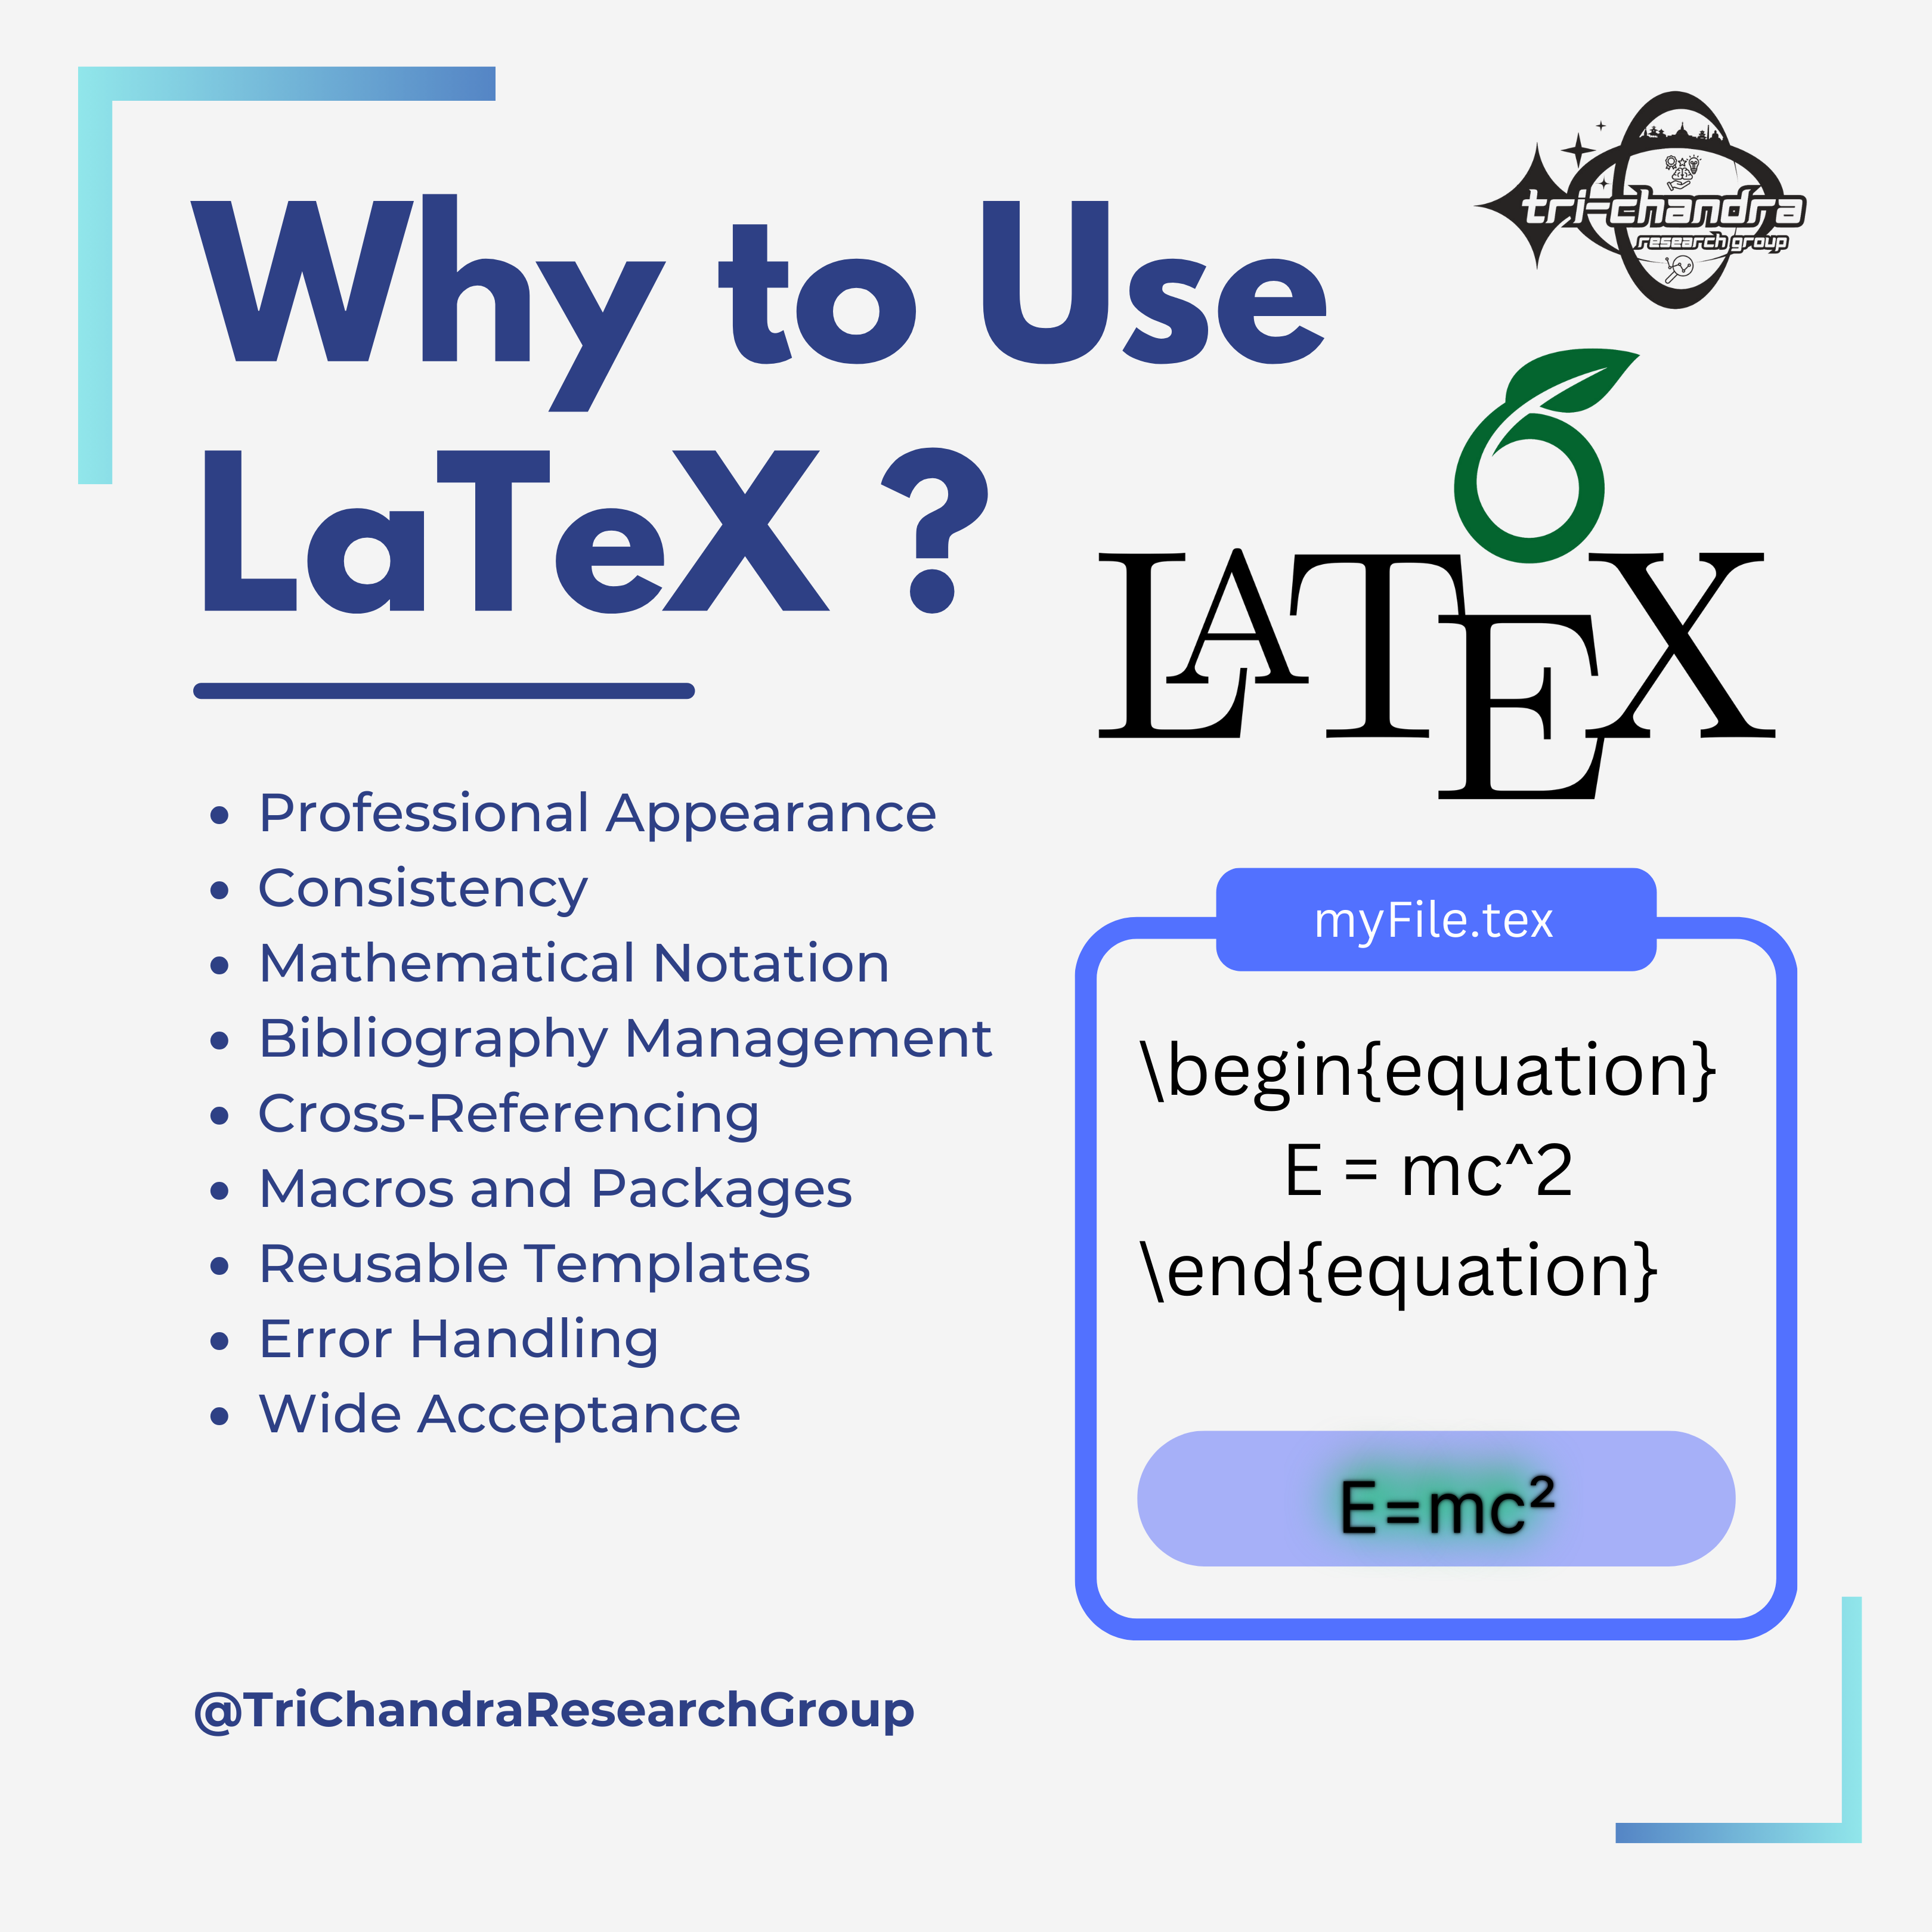 tri-chandra
research group
Why to Use
LaTeX ?
LATEX
• Professional Appearance
• Consistency
• Mathematical Notation
• Bibliography Management
• Cross-Referencing
• Macros and Packages
• Reusable Templates
• Error Handling
• Wide Acceptance
myFile.tex
\begin{equation}
E = mc^2
\end{equation}
E=mc²
@TriChandraResearchGroup